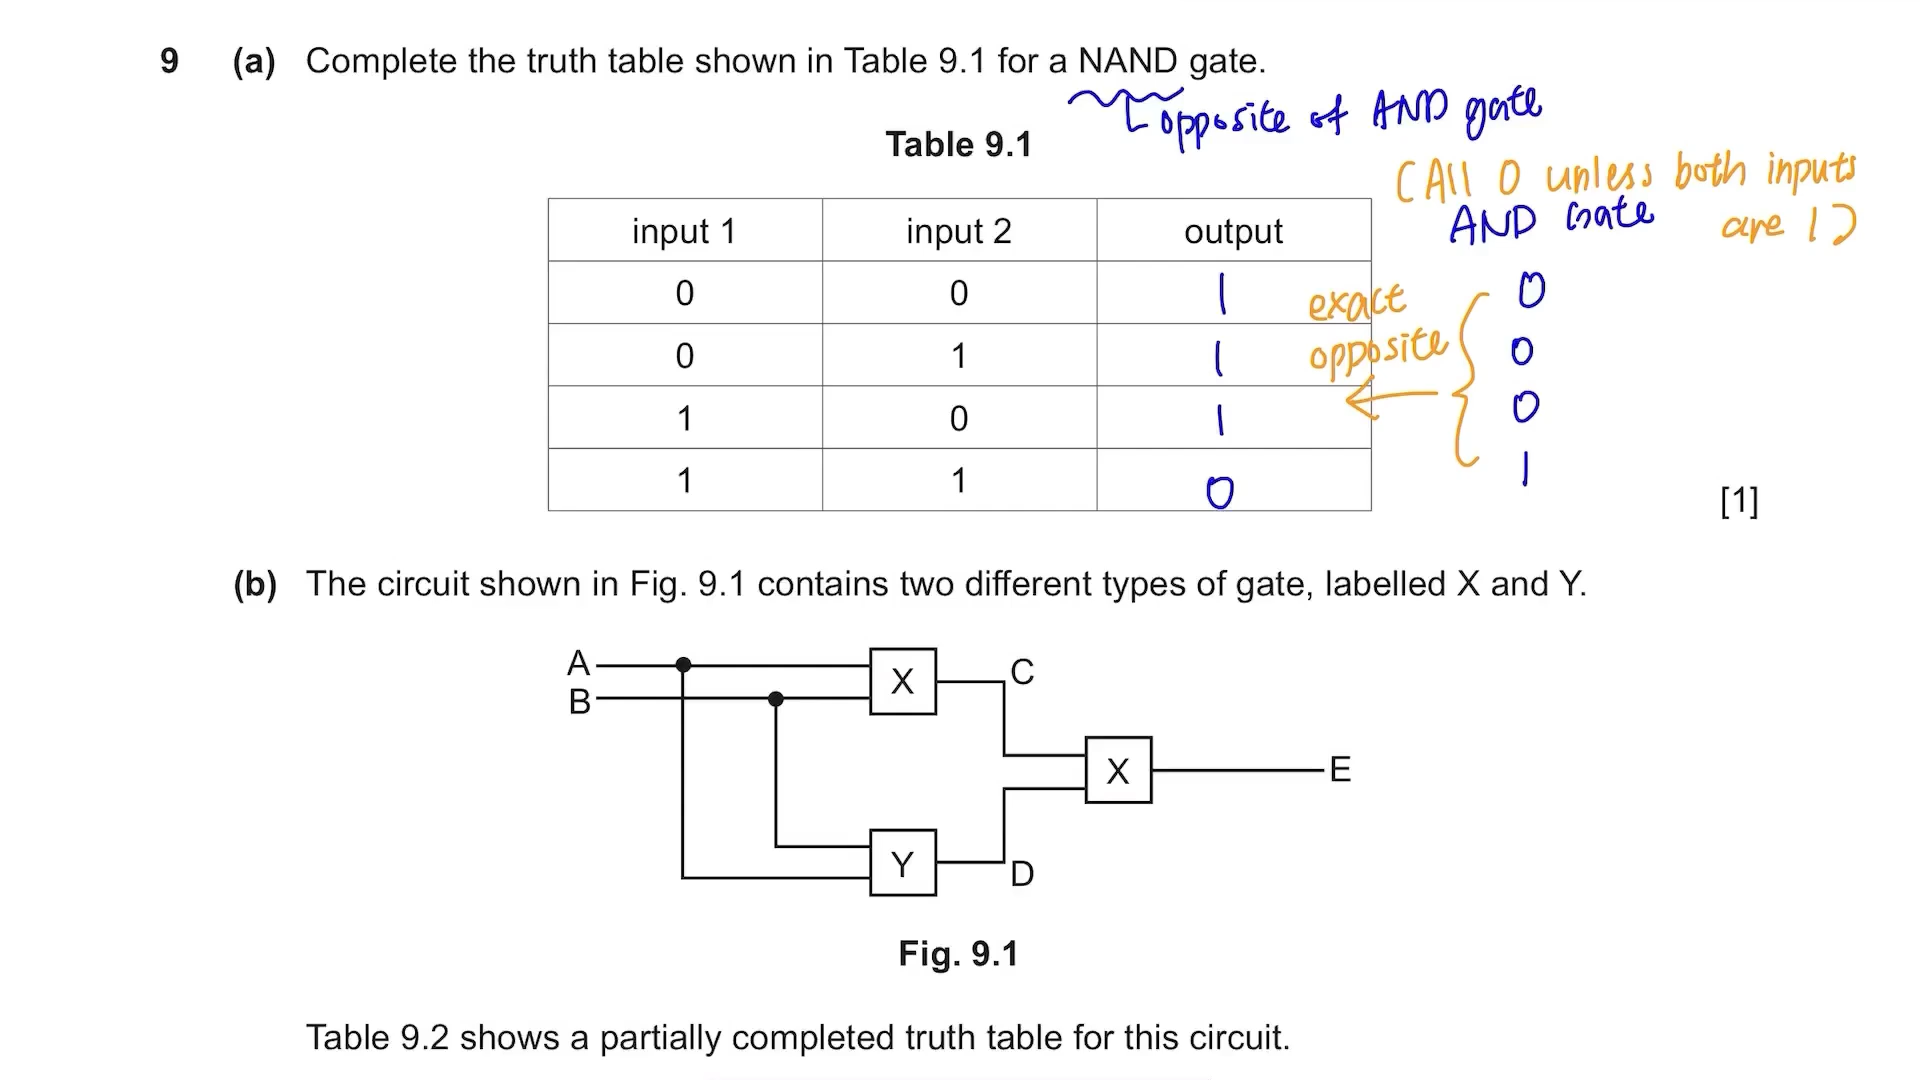 9 (a) Complete the truth table shown in Table 9.1 for a NAND gate.
opposite of AND gate
Table 9.1
(All 0 unless both inputs
are 1)
AND Gate
input 1 input 2 output
0 0 1 0
0 1 1 0
1 0 1 0
1 1 0 1
exact
opposite
[1]
(b) The circuit shown in Fig. 9.1 contains two different types of gate, labelled X and Y.
A X C
B
X E
Y D
Fig. 9.1
Table 9.2 shows a partially completed truth table for this circuit.